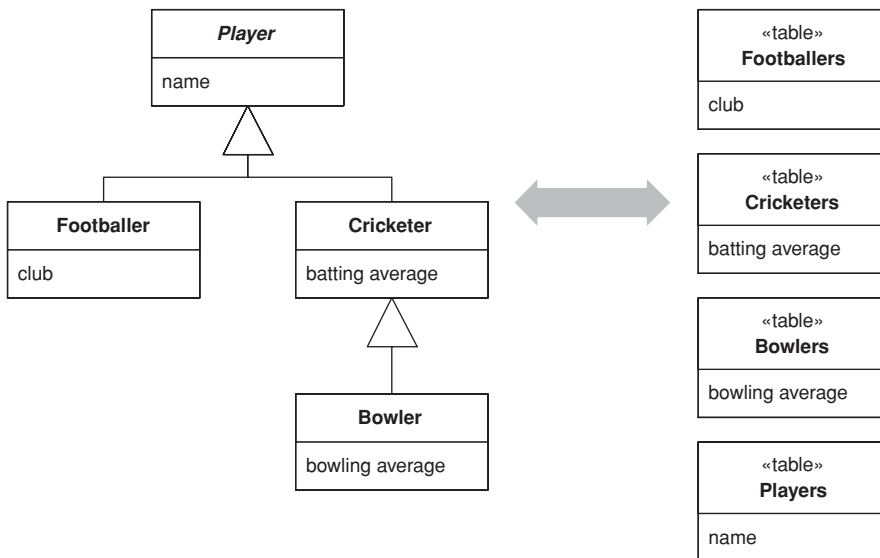 Player
name
Footballer
club
Cricketer
batting average
Bowler
bowling average
«table»
Footballers
club
«table»
Cricketers
batting average
«table»
Bowlers
bowling average
«table»
Players
name